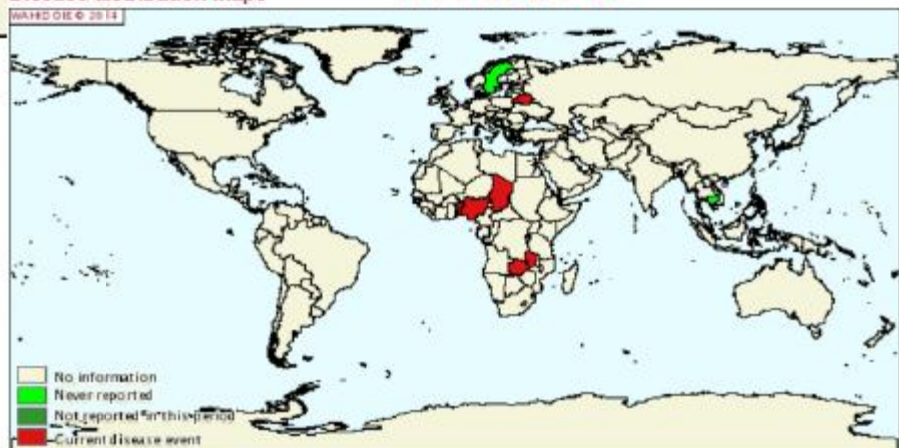 WAHID OIE © 2014
No information
Never reported
Not reported in this period
Current disease event